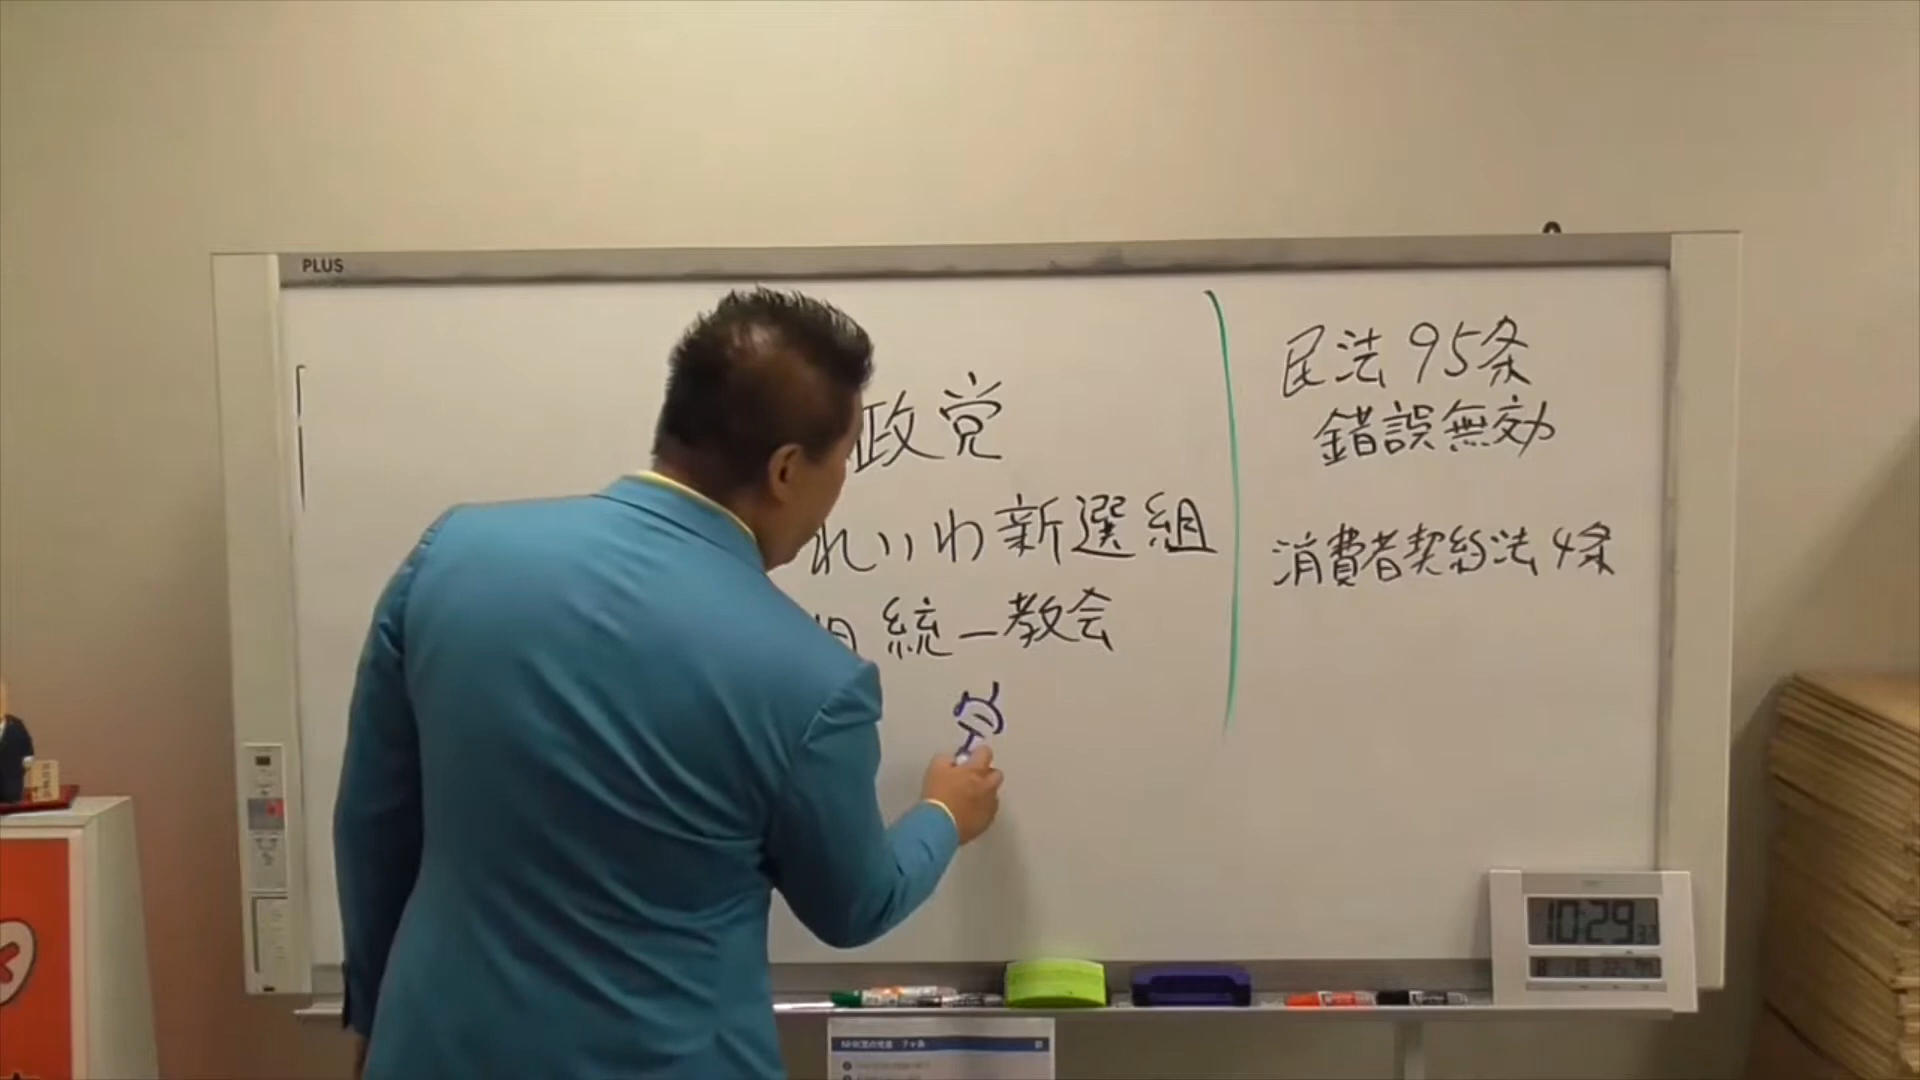 PLUS
政党
れいわ新選組
統一教会
民法95条
錯誤無効
消費者契約法4条
10:29 37